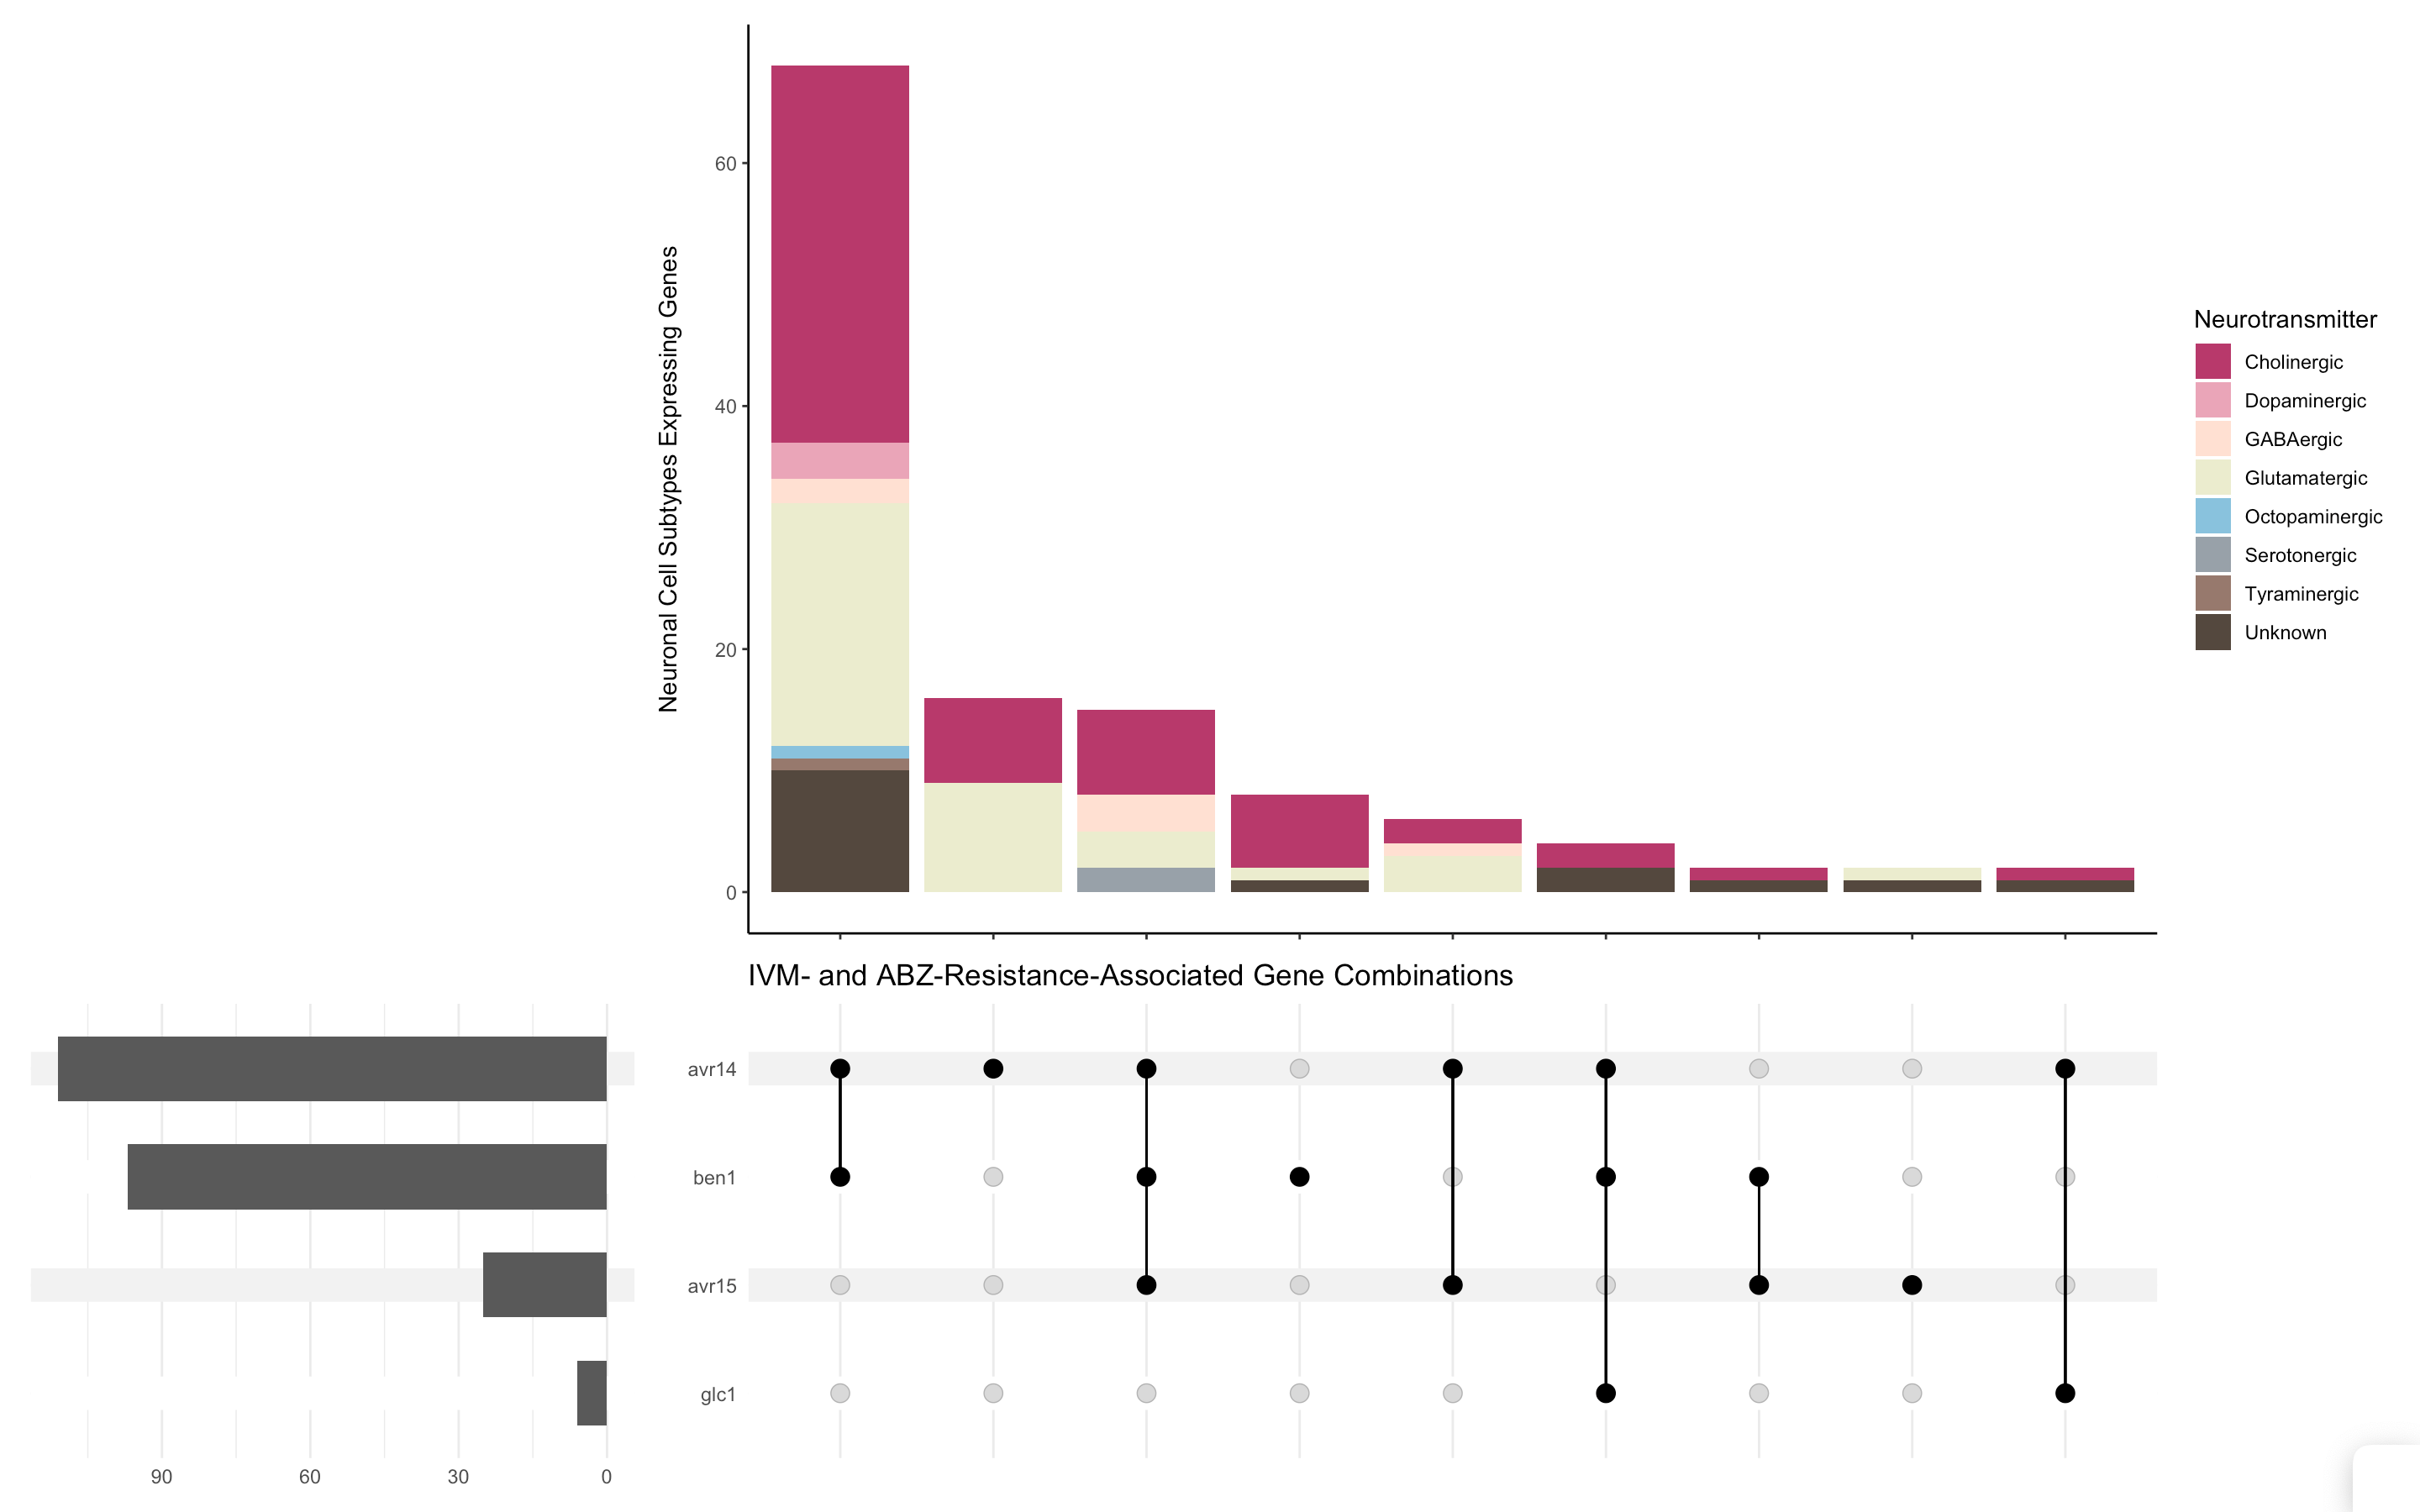 60
40
20
0
Neuronal Cell Subtypes Expressing Genes
Neurotransmitter
Cholinergic
Dopaminergic
GABAergic
Glutamatergic
Octopaminergic
Serotonergic
Tyraminergic
Unknown
IVM- and ABZ-Resistance-Associated Gene Combinations
avr14
ben1
avr15
glc1
90 60 30 0